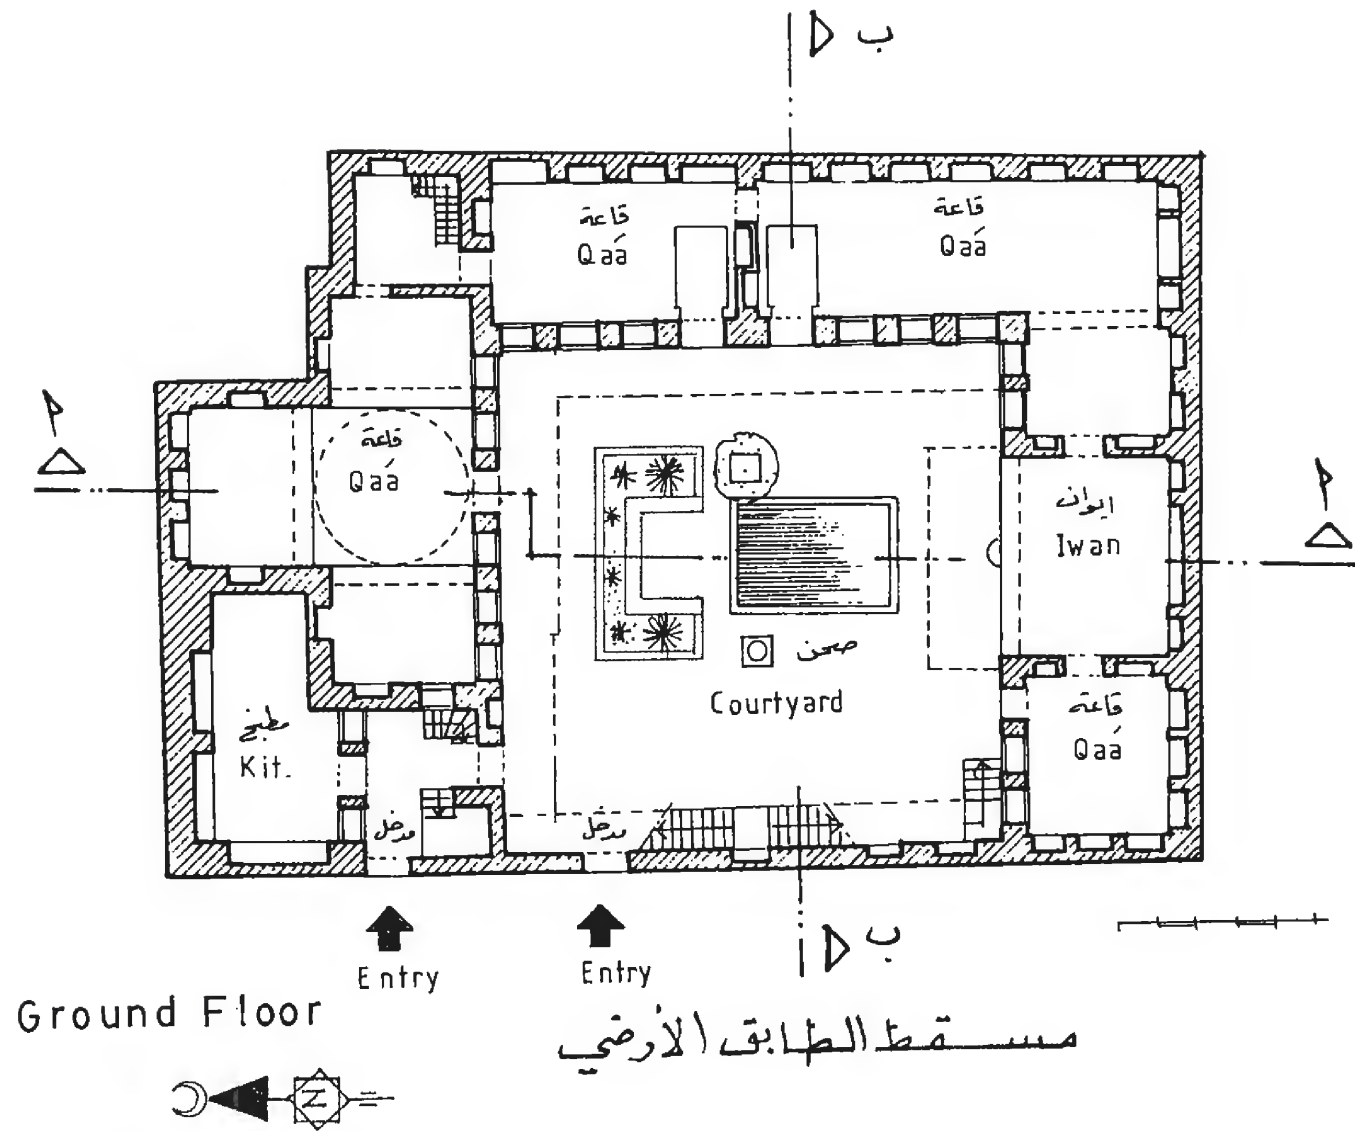 ب
قاعة
Qaá
قاعة
Qaá
م
قاعة
Qaá
م
ايوان
Iwan
صحن
Courtyard
قاعة
Qaá
مطبخ
Kit.
مدخل
مدخل
ب
Entry
Entry
Ground Floor
مسقط الطابق الأرضي
N